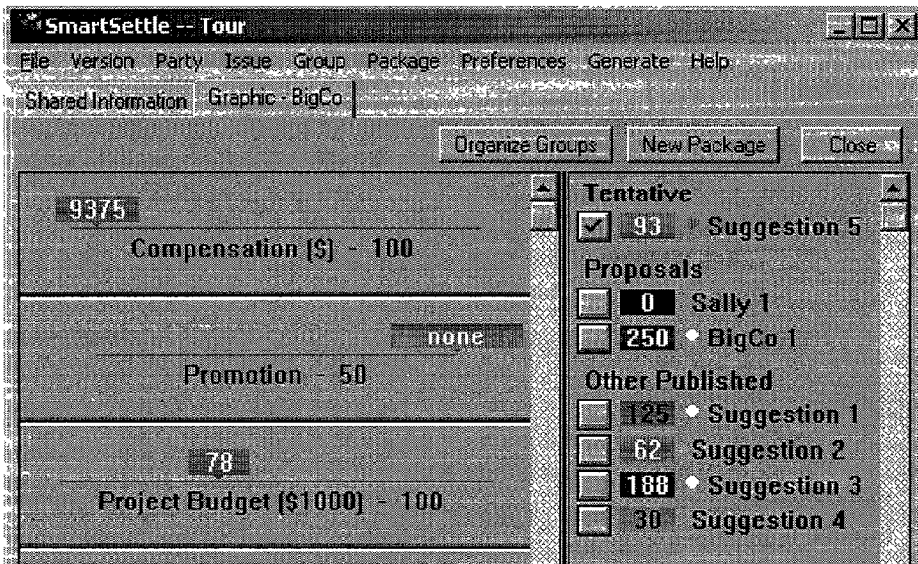 SmartSettle -- Tour
File Version Party Issue Group Package Preferences Generate Help
Shared Information Graphic - BigCo
Organize Groups New Package Close
9375
Compensation ($) - 100
none
Promotion - 50
78
Project Budget ($1000) - 100
Tentative
93 Suggestion 5
Proposals
0 Sally 1
250 BigCo 1
Other Published
125 Suggestion 1
62 Suggestion 2
188 Suggestion 3
30 Suggestion 4